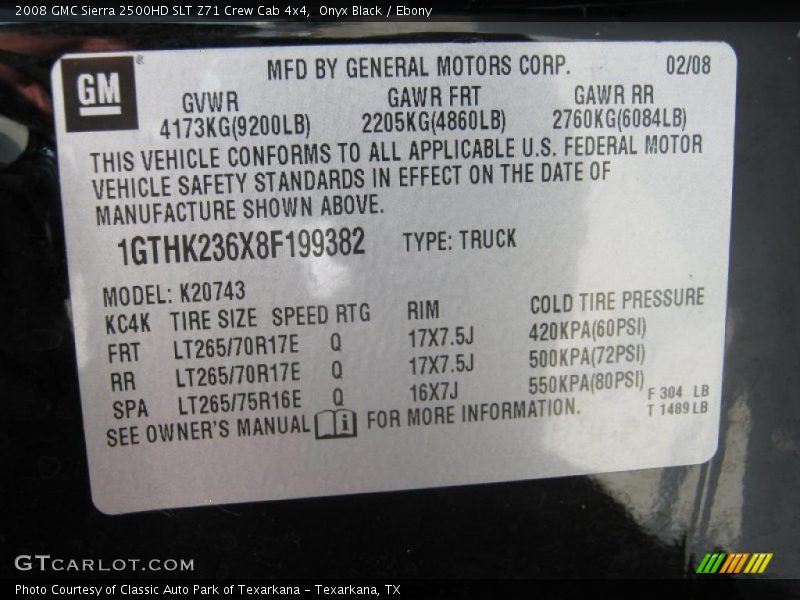 2008 GMC Sierra 2500HD SLT Z71 Crew Cab 4x4, Onyx Black / Ebony
GM ®
MFD BY GENERAL MOTORS CORP. 02/08
GVWR GAWR FRT GAWR RR
4173KG(9200LB) 2205KG(4860LB) 2760KG(6084LB)
THIS VEHICLE CONFORMS TO ALL APPLICABLE U.S. FEDERAL MOTOR
VEHICLE SAFETY STANDARDS IN EFFECT ON THE DATE OF
MANUFACTURE SHOWN ABOVE.
1GTHK236X8F199382 TYPE: TRUCK
MODEL: K20743
KC4K TIRE SIZE SPEED RTG RIM COLD TIRE PRESSURE
FRT LT265/70R17E Q 17X7.5J 420KPA(60PSI)
RR LT265/70R17E Q 17X7.5J 500KPA(72PSI)
SPA LT265/75R16E Q 16X7J 550KPA(80PSI)
F 304 LB
T 1489 LB
SEE OWNER'S MANUAL i FOR MORE INFORMATION.
GTCARLOT.COM
Photo Courtesy of Classic Auto Park of Texarkana – Texarkana, TX